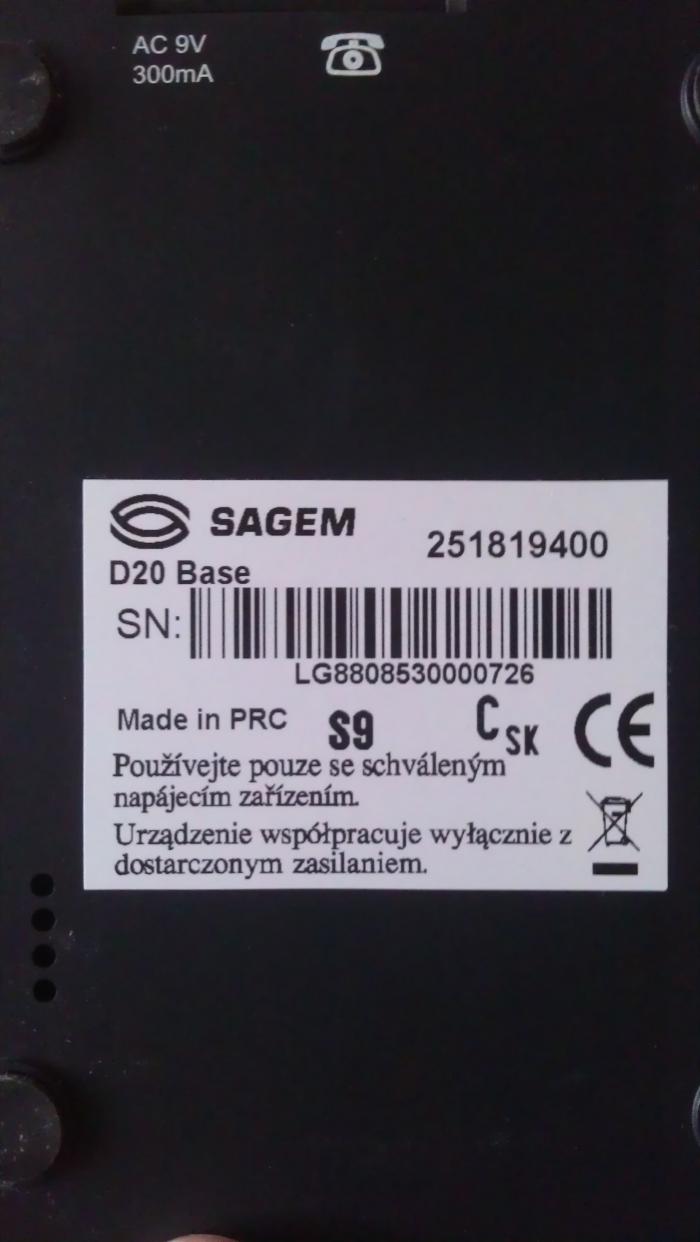 AC 9V
300mA
SAGEM
251819400
D20 Base
SN:
LG8808530000726
Made in PRC S9 C SK CE
Používejte pouze se schváleným
napájecím zařízením.
Urządzenie współpracuje wyłącznie z
dostarczonym zasilaniem.